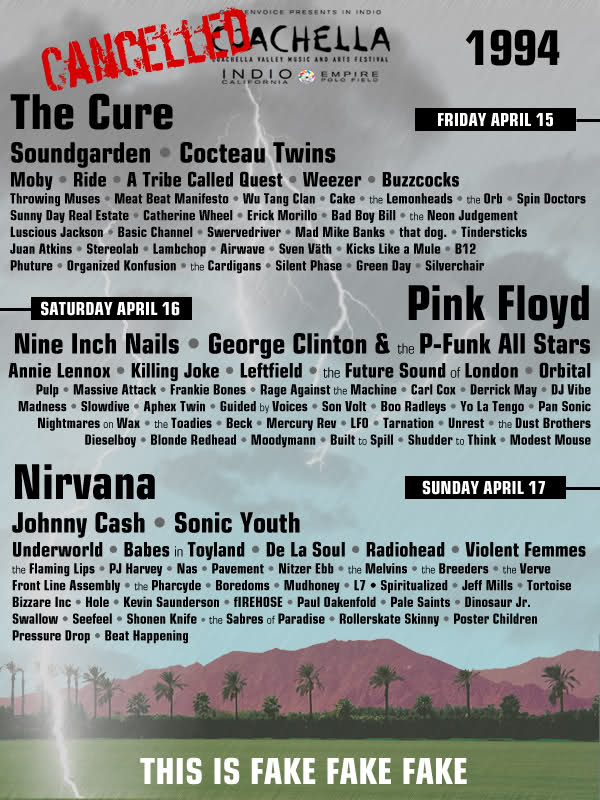 GOLDENVOICE PRESENTS IN INDIO
CANCELLED
COACHELLA
COACHELLA VALLEY MUSIC AND ARTS FESTIVAL
INDIO CALIFORNIA EMPIRE POLO FIELD
1994
The Cure
FRIDAY APRIL 15
Soundgarden • Cocteau Twins
Moby • Ride • A Tribe Called Quest • Weezer • Buzzcocks
Throwing Muses • Meat Beat Manifesto • Wu Tang Clan • Cake • the Lemonheads • the Orb • Spin Doctors
Sunny Day Real Estate • Catherine Wheel • Erick Morillo • Bad Boy Bill • the Neon Judgement
Luscious Jackson • Basic Channel • Swervedriver • Mad Mike Banks • that dog. • Tindersticks
Juan Atkins • Stereolab • Lambchop • Airwave • Sven Väth • Kicks Like a Mule • B12
Phuture • Organized Konfusion • the Cardigans • Silent Phase • Green Day • Silverchair
SATURDAY APRIL 16
Pink Floyd
Nine Inch Nails • George Clinton & the P-Funk All Stars
Annie Lennox • Killing Joke • Leftfield • the Future Sound of London • Orbital
Pulp • Massive Attack • Frankie Bones • Rage Against the Machine • Carl Cox • Derrick May • DJ Vibe
Madness • Slowdive • Aphex Twin • Guided by Voices • Son Volt • Boo Radleys • Yo La Tengo • Pan Sonic
Nightmares on Wax • the Toadies • Beck • Mercury Rev • LFO • Tarnation • Unrest • the Dust Brothers
Dieselboy • Blonde Redhead • Moodymann • Built to Spill • Shudder to Think • Modest Mouse
Nirvana
SUNDAY APRIL 17
Johnny Cash • Sonic Youth
Underworld • Babes in Toyland • De La Soul • Radiohead • Violent Femmes
the Flaming Lips • PJ Harvey • Nas • Pavement • Nitzer Ebb • the Melvins • the Breeders • the Verve
Front Line Assembly • the Pharcyde • Boredoms • Mudhoney • L7 • Spiritualized • Jeff Mills • Tortoise
Bizzare Inc • Hole • Kevin Saunderson • fIREHOSE • Paul Oakenfold • Pale Saints • Dinosaur Jr.
Swallow • Seefeel • Shonen Knife • the Sabres of Paradise • Rollerskate Skinny • Poster Children
Pressure Drop • Beat Happening
THIS IS FAKE FAKE FAKE